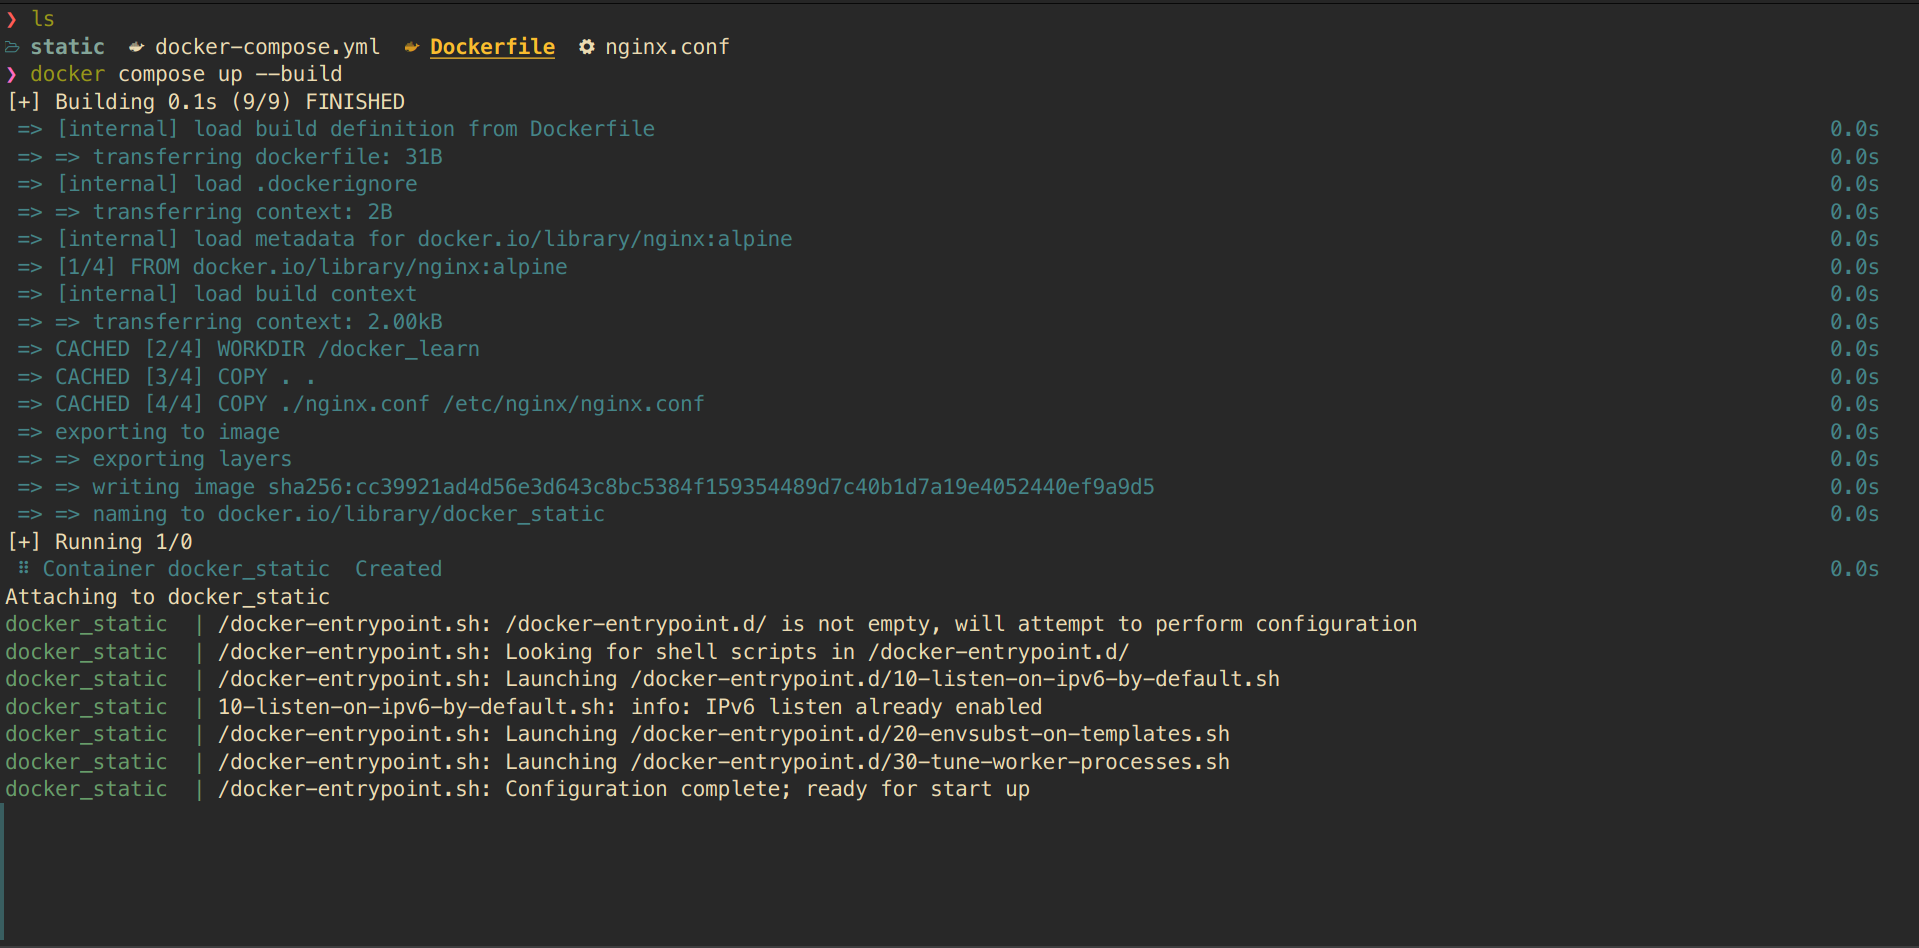 ❯ ls
static docker-compose.yml Dockerfile nginx.conf
❯ docker compose up --build
[+] Building 0.1s (9/9) FINISHED
=> [internal] load build definition from Dockerfile 0.0s
=> => transferring dockerfile: 31B 0.0s
=> [internal] load .dockerignore 0.0s
=> => transferring context: 2B 0.0s
=> [internal] load metadata for docker.io/library/nginx:alpine 0.0s
=> [1/4] FROM docker.io/library/nginx:alpine 0.0s
=> [internal] load build context 0.0s
=> => transferring context: 2.00kB 0.0s
=> CACHED [2/4] WORKDIR /docker_learn 0.0s
=> CACHED [3/4] COPY . . 0.0s
=> CACHED [4/4] COPY ./nginx.conf /etc/nginx/nginx.conf 0.0s
=> exporting to image 0.0s
=> => exporting layers 0.0s
=> => writing image sha256:cc39921ad4d56e3d643c8bc5384f159354489d7c40b1d7a19e4052440ef9a9d5 0.0s
=> => naming to docker.io/library/docker_static 0.0s
[+] Running 1/0
⠿ Container docker_static Created 0.0s
Attaching to docker_static
docker_static | /docker-entrypoint.sh: /docker-entrypoint.d/ is not empty, will attempt to perform configuration
docker_static | /docker-entrypoint.sh: Looking for shell scripts in /docker-entrypoint.d/
docker_static | /docker-entrypoint.sh: Launching /docker-entrypoint.d/10-listen-on-ipv6-by-default.sh
docker_static | 10-listen-on-ipv6-by-default.sh: info: IPv6 listen already enabled
docker_static | /docker-entrypoint.sh: Launching /docker-entrypoint.d/20-envsubst-on-templates.sh
docker_static | /docker-entrypoint.sh: Launching /docker-entrypoint.d/30-tune-worker-processes.sh
docker_static | /docker-entrypoint.sh: Configuration complete; ready for start up